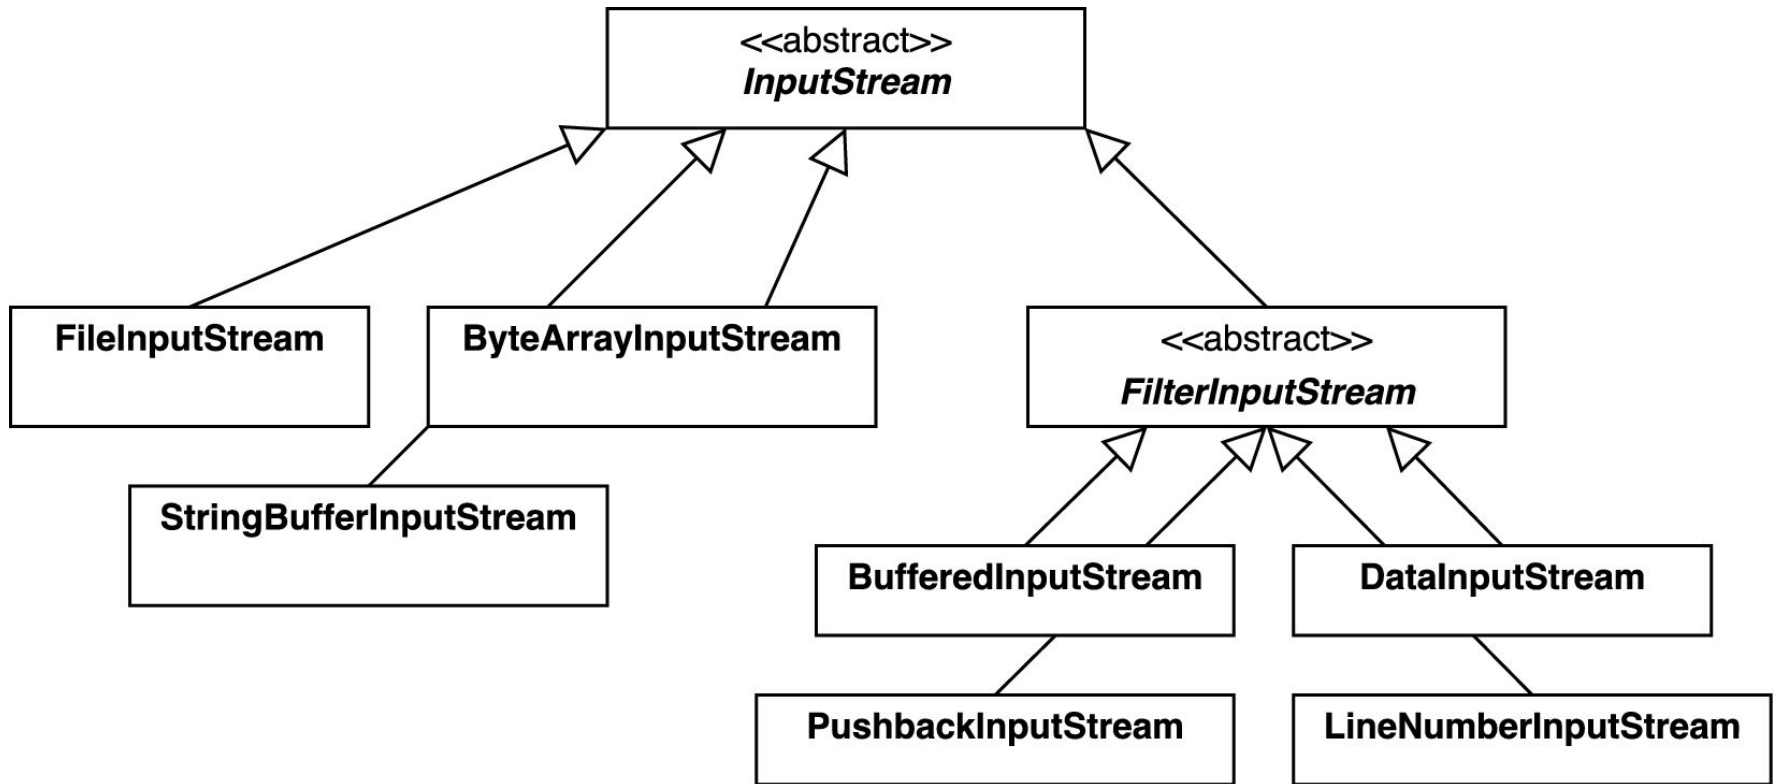 <<abstract>>
InputStream
FileInputStream
ByteArrayInputStream
<<abstract>>
FilterInputStream
StringBufferInputStream
BufferedInputStream
DataInputStream
PushbackInputStream
LineNumberInputStream